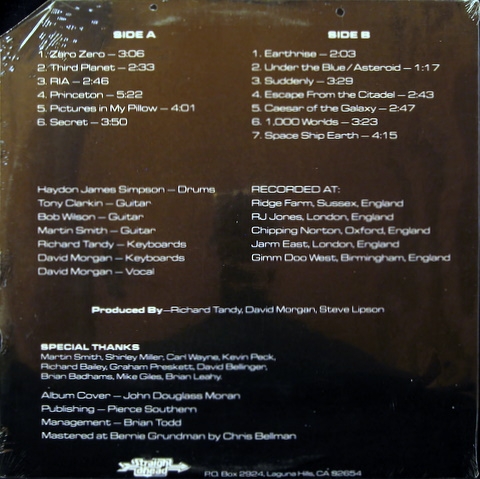 SIDE A
1. Zero Zero – 3:06
2. Third Planet – 2:33
3. RIA – 2:46
4. Princeton – 5:22
5. Pictures in My Pillow – 4:01
6. Secret – 3:50
SIDE B
1. Earthrise – 2:03
2. Under the Blue/Asteroid – 1:17
3. Suddenly – 3:29
4. Escape From the Citadel – 2:43
5. Caesar of the Galaxy – 2:47
6. 1,000 Worlds – 3:23
7. Space Ship Earth – 4:15
Haydon James Simpson – Drums
Tony Clarkin – Guitar
Bob Wilson – Guitar
Martin Smith – Guitar
Richard Tandy – Keyboards
David Morgan – Keyboards
David Morgan – Vocal
RECORDED AT:
Ridge Farm, Sussex, England
RJ Jones, London, England
Chipping Norton, Oxford, England
Jarm East, London, England
Gimm Doo West, Birmingham, England
Produced By–Richard Tandy, David Morgan, Steve Lipson
SPECIAL THANKS
Martin Smith, Shirley Miller, Carl Wayne, Kevin Peck,
Richard Bailey, Graham Preskett, David Bellinger,
Brian Badhams, Mike Giles, Brian Leahy.
Album Cover – John Douglass Moran
Publishing – Pierce Southern
Management – Brian Todd
Mastered at Bernie Grundman by Chris Bellman
Straight Ahead
P.O. Box 2924, Laguna Hills, CA 92654